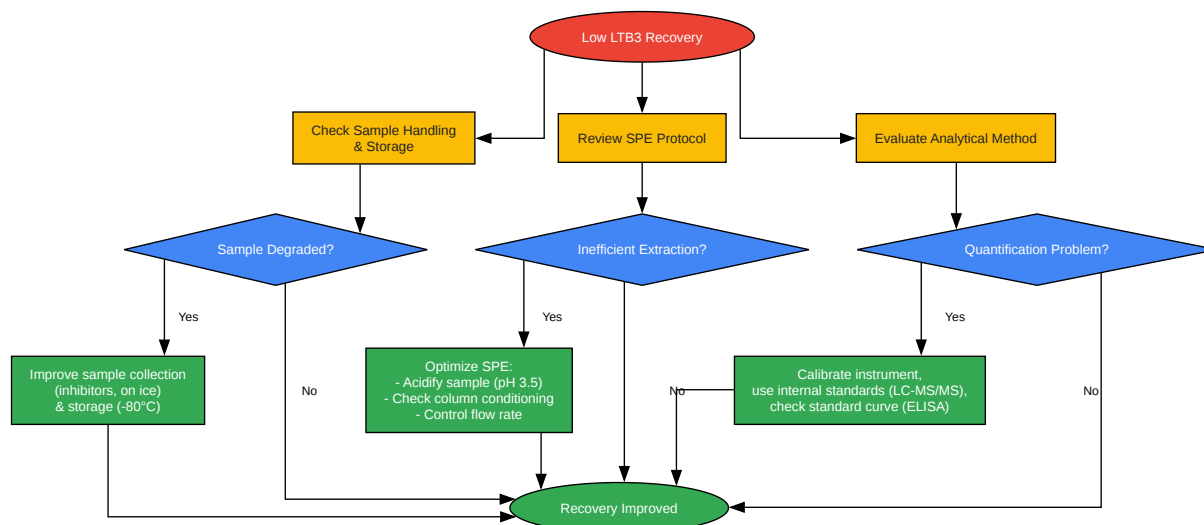 Low LTB3 Recovery
Check Sample Handling
& Storage
Review SPE Protocol
Evaluate Analytical Method
Sample Degraded?
Inefficient Extraction?
Quantification Problem?
Yes
Yes
Yes
Improve sample collection
(inhibitors, on ice)
& storage (-80°C)
No
Optimize SPE:
- Acidify sample (pH 3.5)
- Check column conditioning
- Control flow rate
No
Calibrate instrument,
use internal standards (LC-MS/MS),
check standard curve (ELISA)
No
Recovery Improved